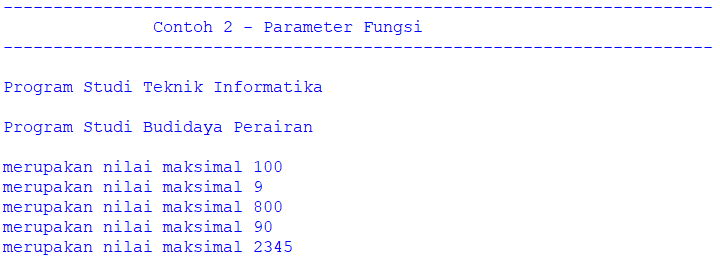 -----------------------------------------------------------------------
Contoh 2 - Parameter Fungsi
-----------------------------------------------------------------------
Program Studi Teknik Informatika
Program Studi Budidaya Perairan
merupakan nilai maksimal 100
merupakan nilai maksimal 9
merupakan nilai maksimal 800
merupakan nilai maksimal 90
merupakan nilai maksimal 2345